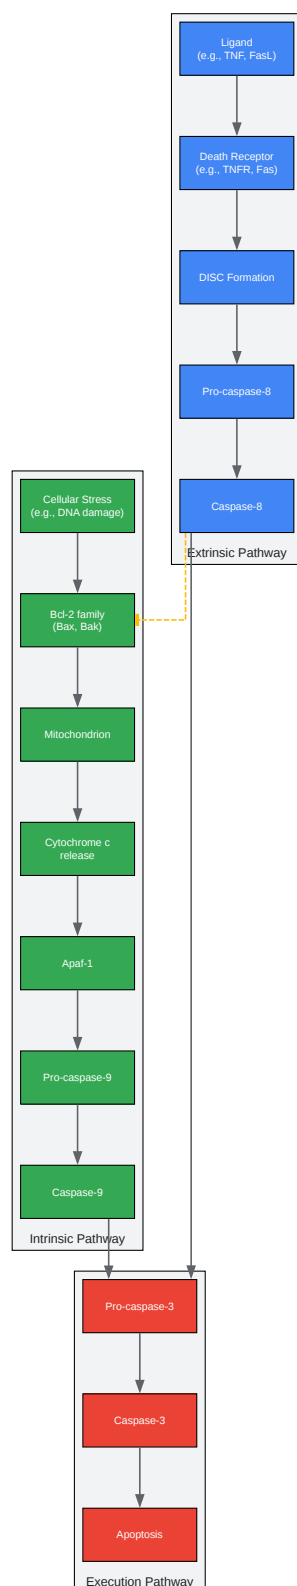 Ligand
(e.g., TNF, FasL)
Death Receptor
(e.g., TNFR, Fas)
DISC Formation
Pro-caspase-8
Caspase-8
Extrinsic Pathway
Cellular Stress
(e.g., DNA damage)
Bcl-2 family
(Bax, Bak)
Mitochondrion
Cytochrome c
release
Apaf-1
Pro-caspase-9
Caspase-9
Intrinsic Pathway
Pro-caspase-3
Caspase-3
Apoptosis
Execution Pathway